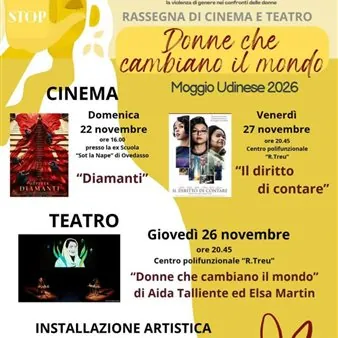 la violenza di genere nei confronti delle donne
STOP
RASSEGNA DI CINEMA E TEATRO
Donne che
cambiano il mondo
Moggio Udinese 2026
CINEMA
Domenica
22 novembre
ore 16.00
presso la ex Scuola
"Sot la Nape" di Ovedasso
"Diamanti"
DIAMANTI
Venerdì
27 novembre
ore 20.45
Centro polifunzionale
"R.Treu"
"Il diritto
di contare"
IL DIRITTO DI CONTARE
TEATRO
Giovedì 26 novembre
ore 20.45
Centro polifunzionale "R.Treu"
"Donne che cambiano il mondo"
di Aida Talliente ed Elsa Martin
INSTALLAZIONE ARTISTICA